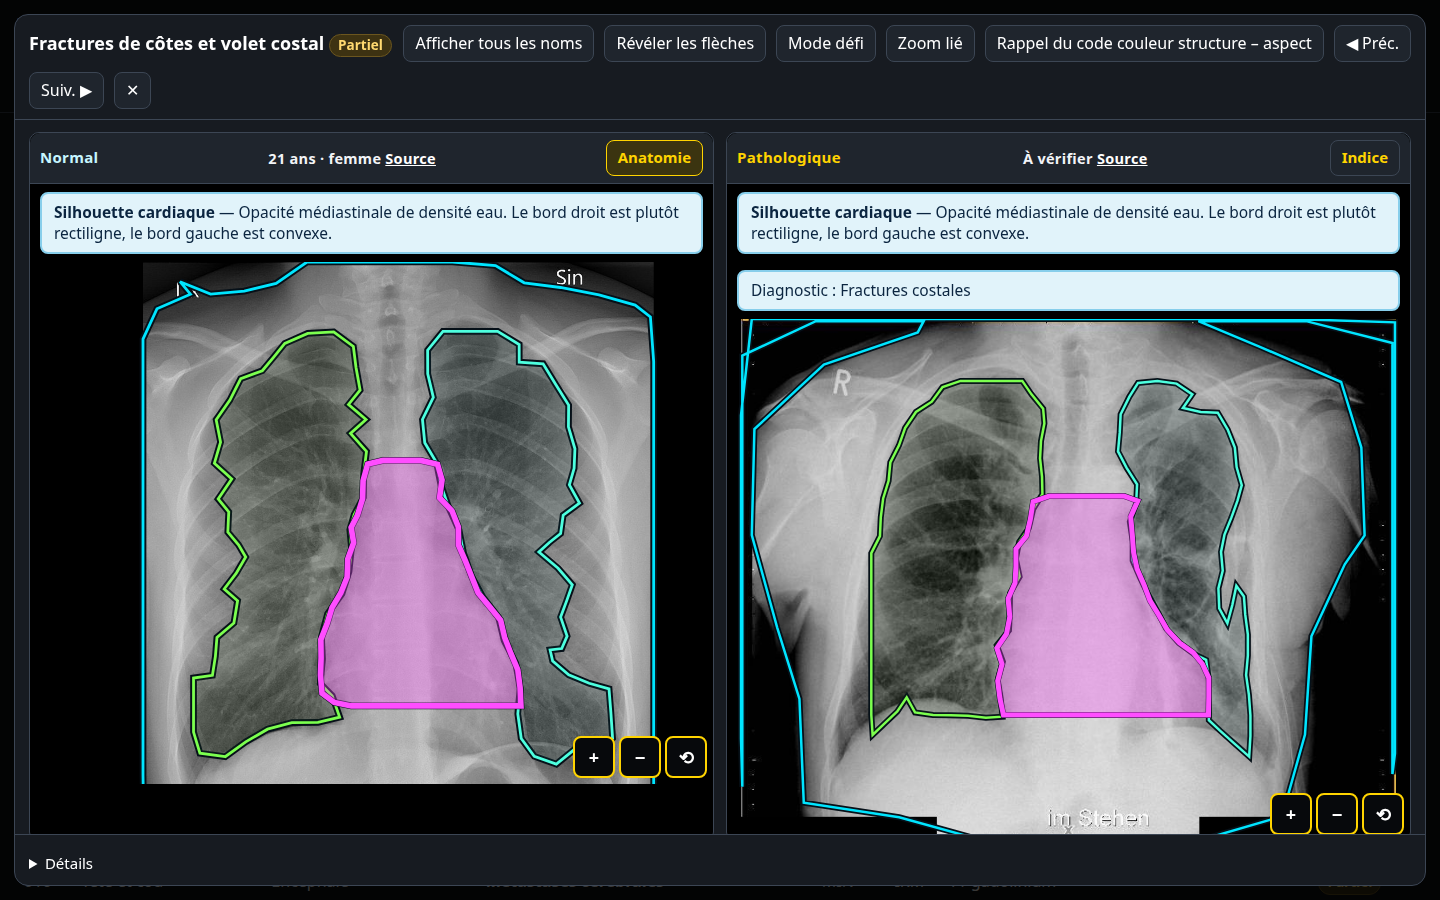 Fractures de côtes et volet costal Partiel Afficher tous les noms Révéler les flèches Mode défi Zoom lié Rappel du code couleur structure – aspect ◀ Préc.
Suiv. ▶ ✕
Normal 21 ans · femme Source Anatomie
Silhouette cardiaque — Opacité médiastinale de densité eau. Le bord droit est plutôt
rectiligne, le bord gauche est convexe.
Sin
+ − ⟲
Pathologique À vérifier Source Indice
Silhouette cardiaque — Opacité médiastinale de densité eau. Le bord droit est plutôt
rectiligne, le bord gauche est convexe.
Diagnostic : Fractures costales
R
im Stehen
+ − ⟲
▶ Détails